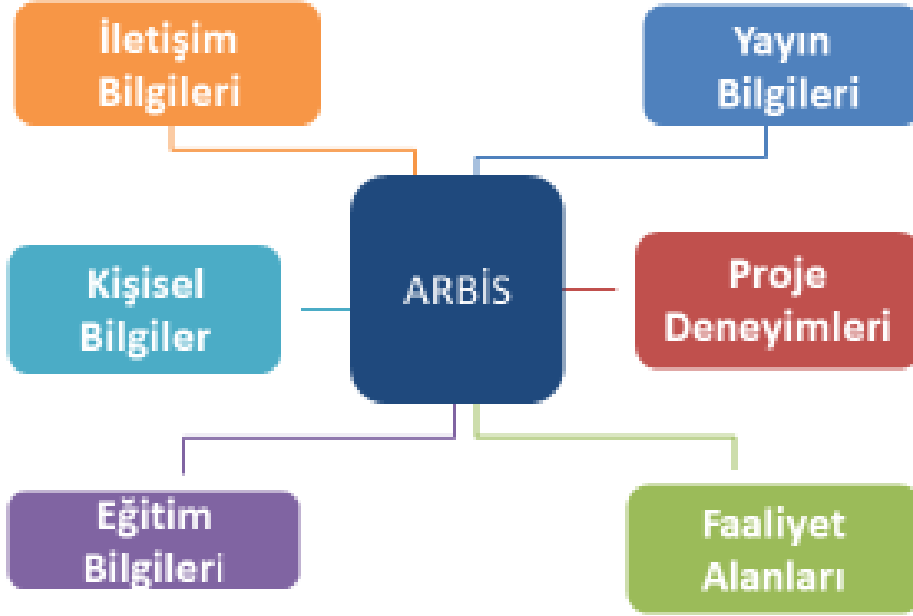 İletişim
Bilgileri
Yayın
Bilgileri
Kişisel
Bilgiler
ARBİS
Proje
Deneyimleri
Eğitim
Bilgileri
Faaliyet
Alanları